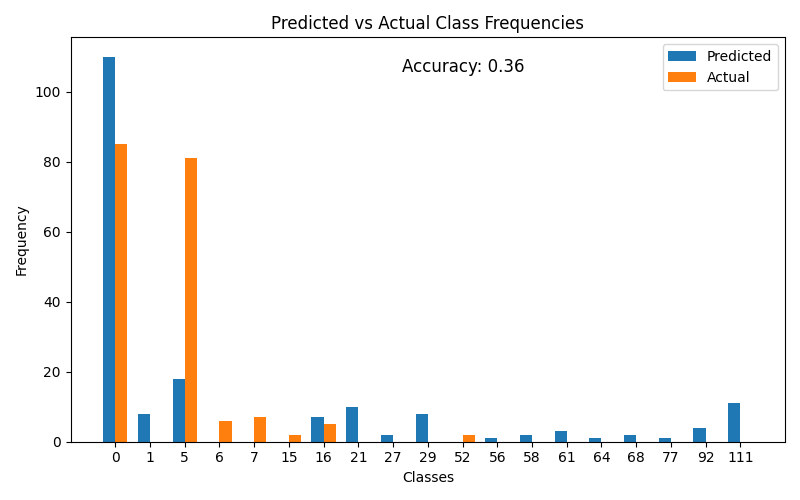 Predicted vs Actual Class Frequencies
Accuracy: 0.36
Predicted
Actual
100
80
60
40
20
0
Frequency
0 1 5 6 7 15 16 21 27 29 52 56 58 61 64 68 77 92 111
Classes